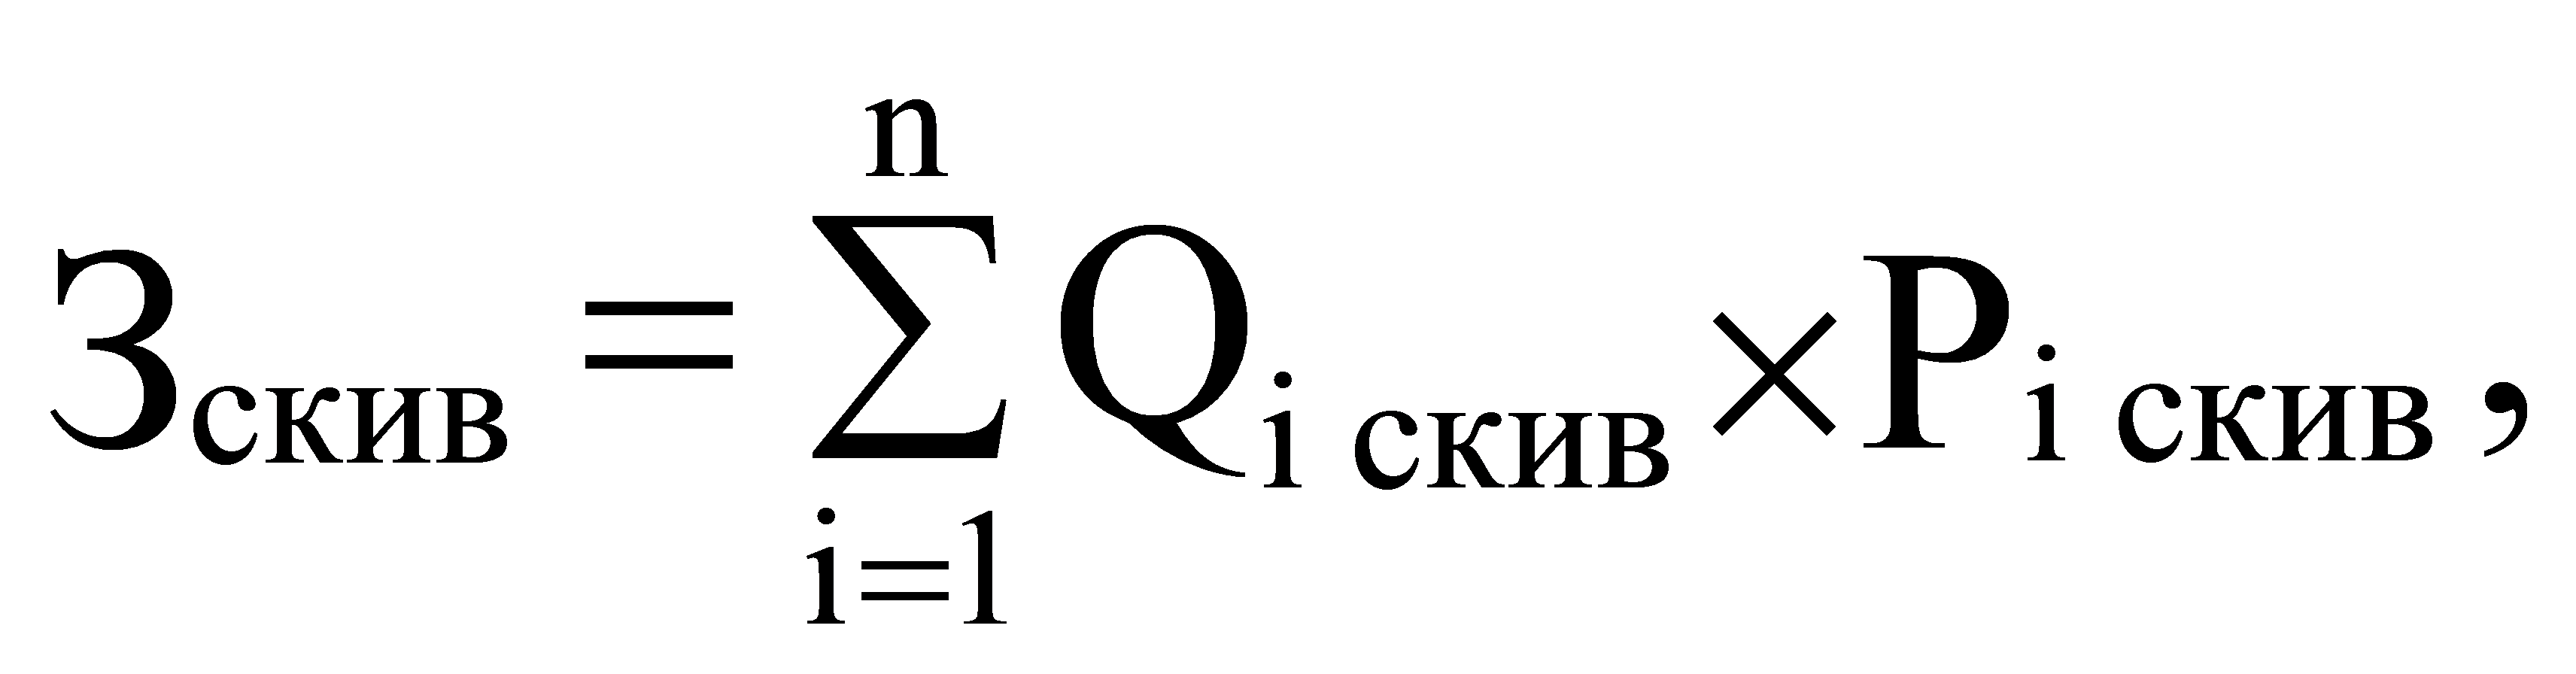 n
Зскив = ∑ Qi скив × Pi скив ,
i=1